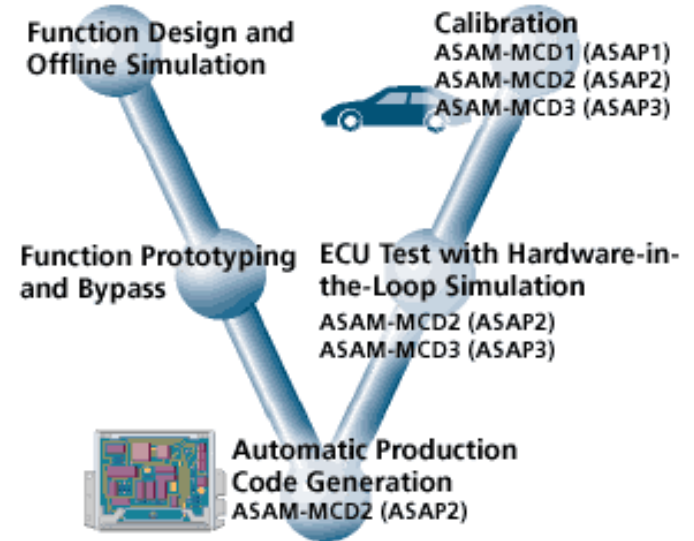 Function Design and
Offline Simulation
Calibration
ASAM-MCD1 (ASAP1)
ASAM-MCD2 (ASAP2)
ASAM-MCD3 (ASAP3)
Function Prototyping
and Bypass
ECU Test with Hardware-in-
the-Loop Simulation
ASAM-MCD2 (ASAP2)
ASAM-MCD3 (ASAP3)
Automatic Production
Code Generation
ASAM-MCD2 (ASAP2)